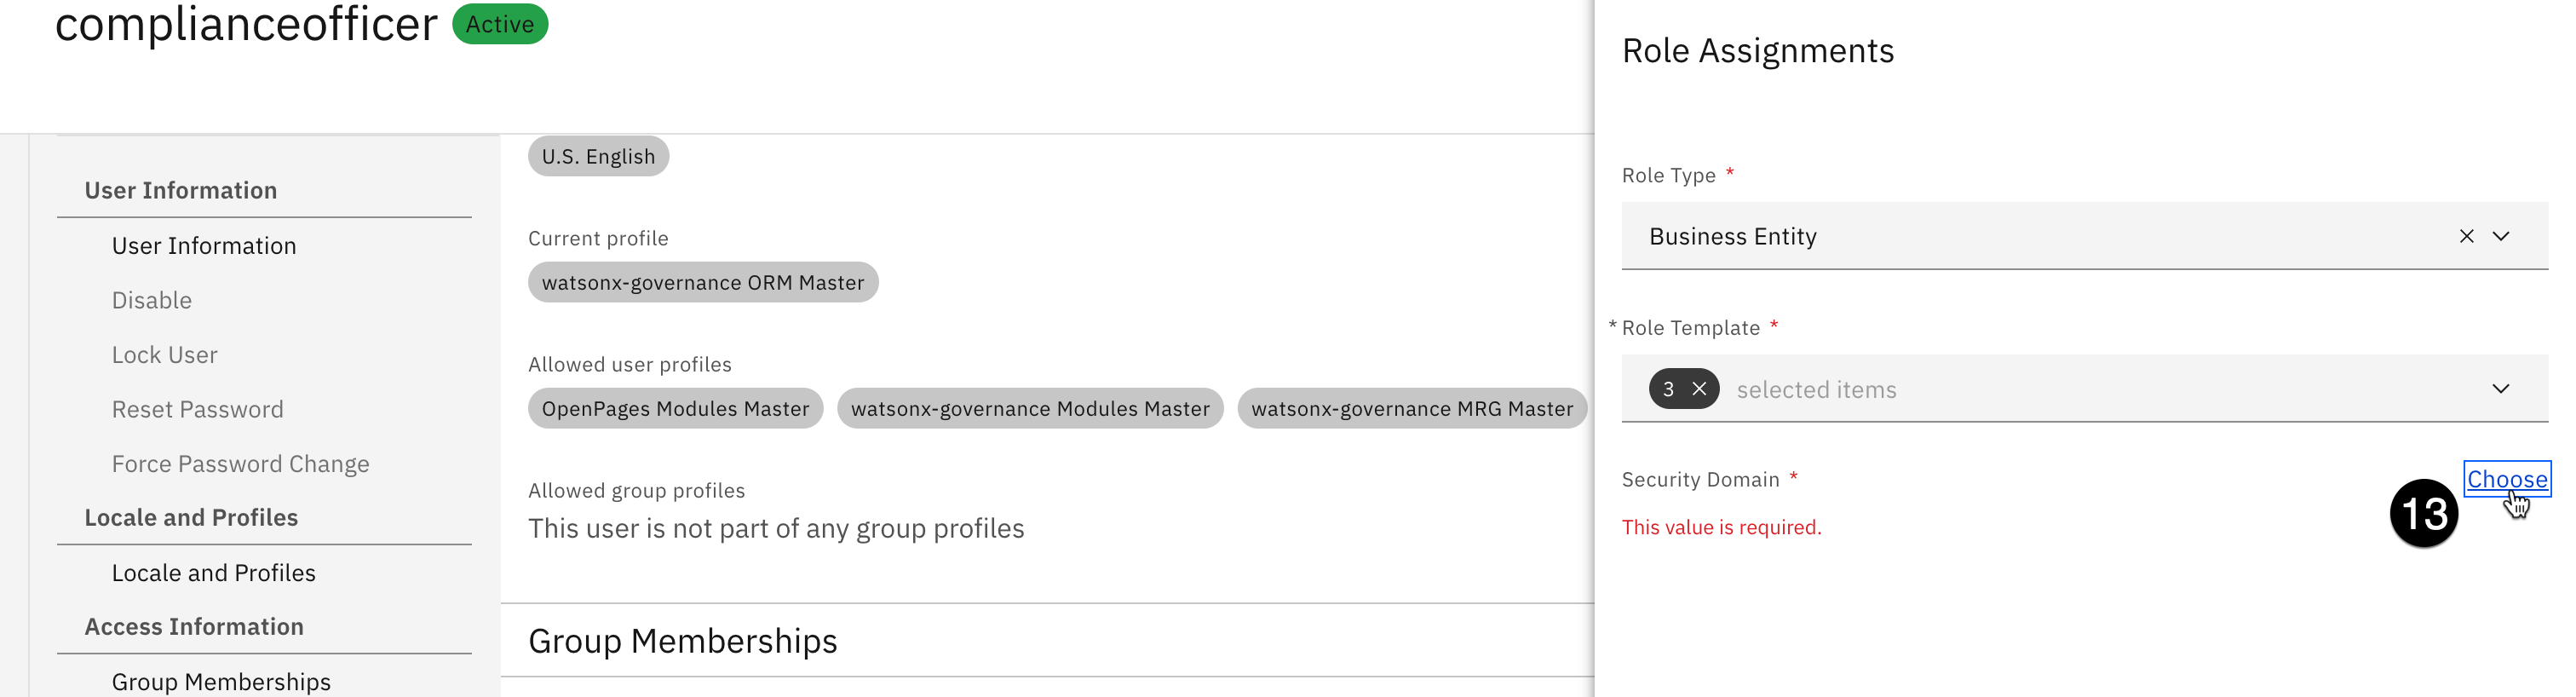 complianceofficer Active
User Information
User Information
Disable
Lock User
Reset Password
Force Password Change
Locale and Profiles
Locale and Profiles
Access Information
Group Memberships
U.S. English
Current profile
watsonx-governance ORM Master
Allowed user profiles
OpenPages Modules Master watsonx-governance Modules Master watsonx-governance MRG Master
Allowed group profiles
This user is not part of any group profiles
Group Memberships
Role Assignments
Role Type *
Business Entity
* Role Template *
3 selected items
Security Domain * Choose
This value is required.
13